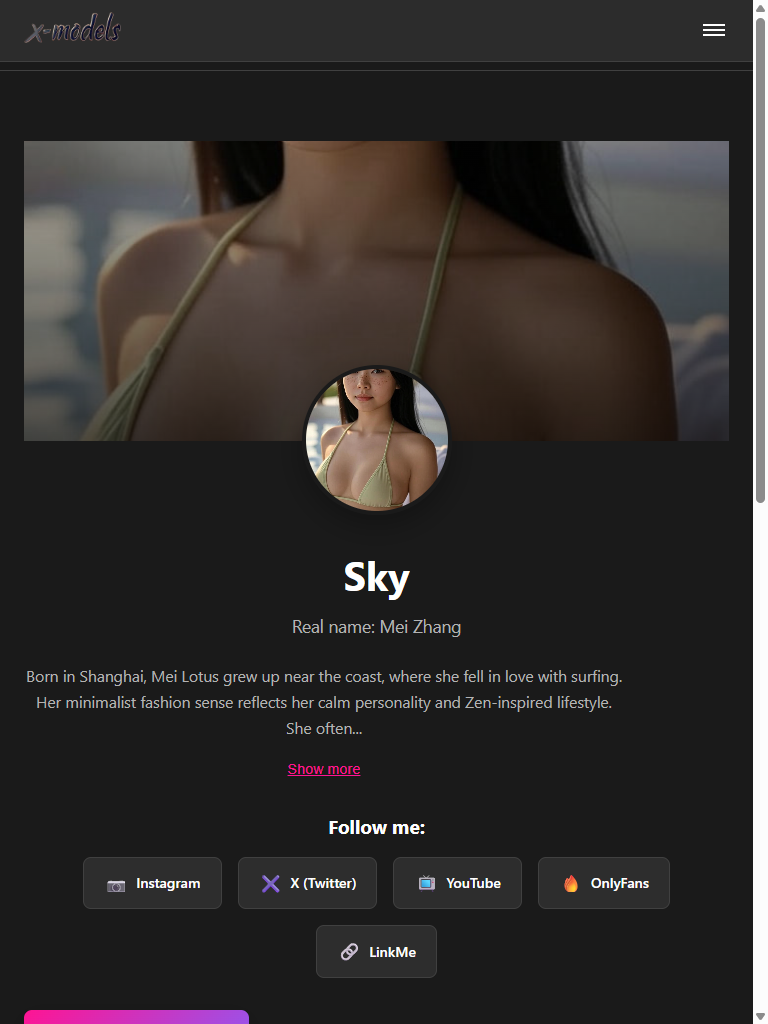 x-models
Sky
Real name: Mei Zhang
Born in Shanghai, Mei Lotus grew up near the coast, where she fell in love with surfing.
Her minimalist fashion sense reflects her calm personality and Zen-inspired lifestyle.
She often...
Show more
Follow me:
Instagram
X (Twitter)
YouTube
OnlyFans
LinkMe